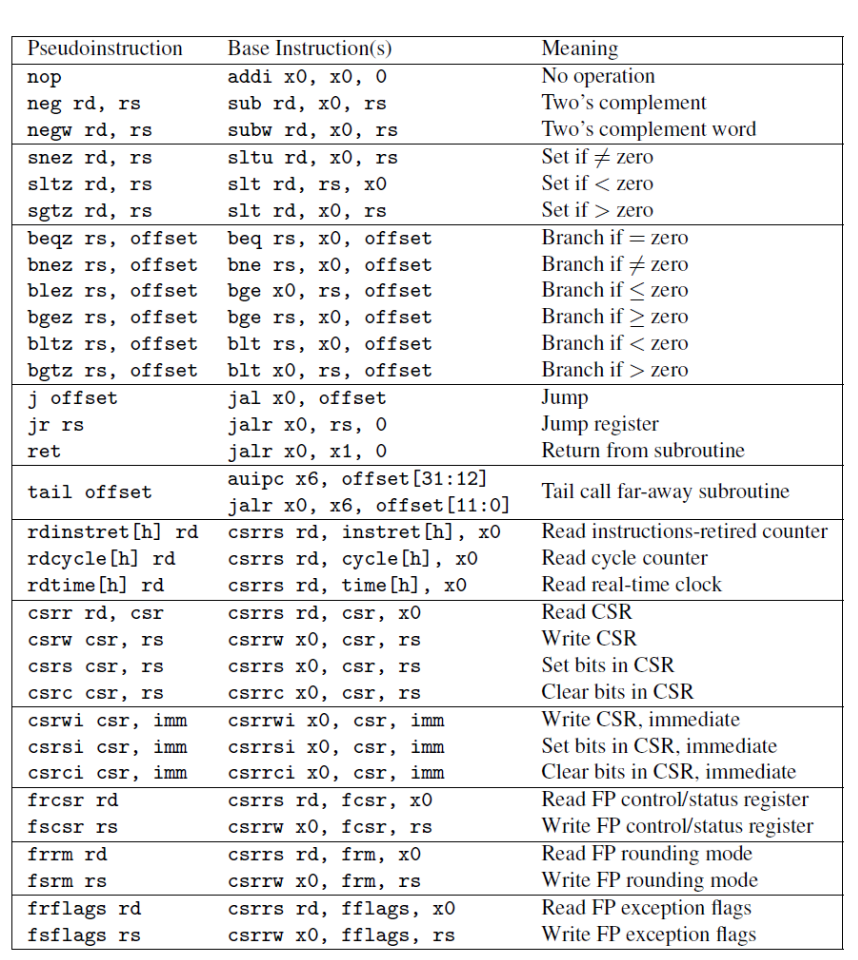 Pseudoinstruction Base Instruction(s) Meaning
nop addi x0, x0, 0 No operation
neg rd, rs sub rd, x0, rs Two's complement
negw rd, rs subw rd, x0, rs Two's complement word
snez rd, rs sltu rd, x0, rs Set if ≠ zero
sltz rd, rs slt rd, rs, x0 Set if < zero
sgtz rd, rs slt rd, x0, rs Set if > zero
beqz rs, offset beq rs, x0, offset Branch if = zero
bnez rs, offset bne rs, x0, offset Branch if ≠ zero
blez rs, offset bge x0, rs, offset Branch if ≤ zero
bgez rs, offset bge rs, x0, offset Branch if ≥ zero
bltz rs, offset blt rs, x0, offset Branch if < zero
bgtz rs, offset blt x0, rs, offset Branch if > zero
j offset jal x0, offset Jump
jr rs jalr x0, rs, 0 Jump register
ret jalr x0, x1, 0 Return from subroutine
tail offset auipc x6, offset[31:12] Tail call far-away subroutine
jalr x0, x6, offset[11:0]
rdinstret[h] rd csrrs rd, instret[h], x0 Read instructions-retired counter
rdcycle[h] rd csrrs rd, cycle[h], x0 Read cycle counter
rdtime[h] rd csrrs rd, time[h], x0 Read real-time clock
csrr rd, csr csrrs rd, csr, x0 Read CSR
csrw csr, rs csrrw x0, csr, rs Write CSR
csrs csr, rs csrrs x0, csr, rs Set bits in CSR
csrc csr, rs csrrc x0, csr, rs Clear bits in CSR
csrwi csr, imm csrrwi x0, csr, imm Write CSR, immediate
csrsi csr, imm csrrsi x0, csr, imm Set bits in CSR, immediate
csrci csr, imm csrrci x0, csr, imm Clear bits in CSR, immediate
frcsr rd csrrs rd, fcsr, x0 Read FP control/status register
fscsr rs csrrw x0, fcsr, rs Write FP control/status register
frrm rd csrrs rd, frm, x0 Read FP rounding mode
fsrm rs csrrw x0, frm, rs Write FP rounding mode
frflags rd csrrs rd, fflags, x0 Read FP exception flags
fsflags rs csrrw x0, fflags, rs Write FP exception flags